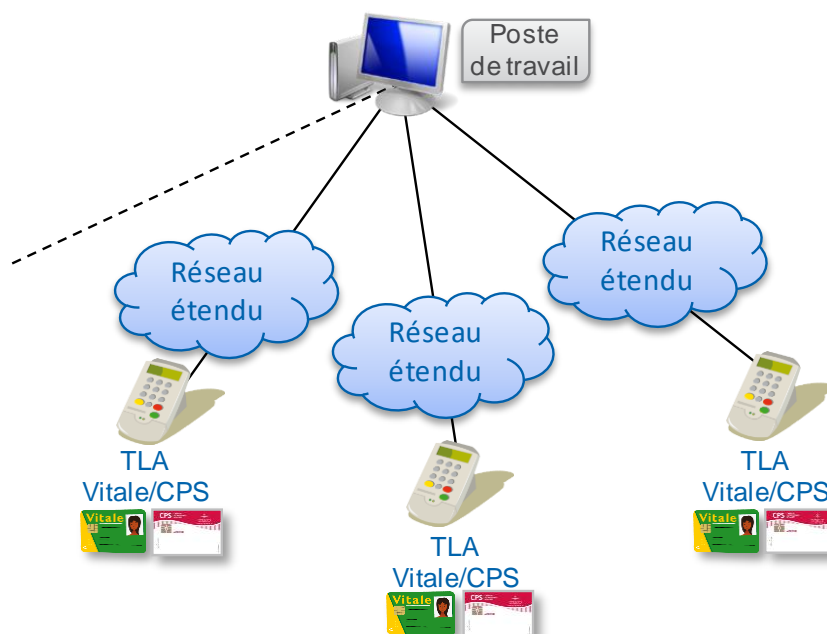 Poste
de travail
Réseau
étendu
Réseau
étendu
Réseau
étendu
TLA
Vitale/CPS
Vitale
CPS
TLA
Vitale/CPS
Vitale
CPS
TLA
Vitale/CPS
Vitale
CPS